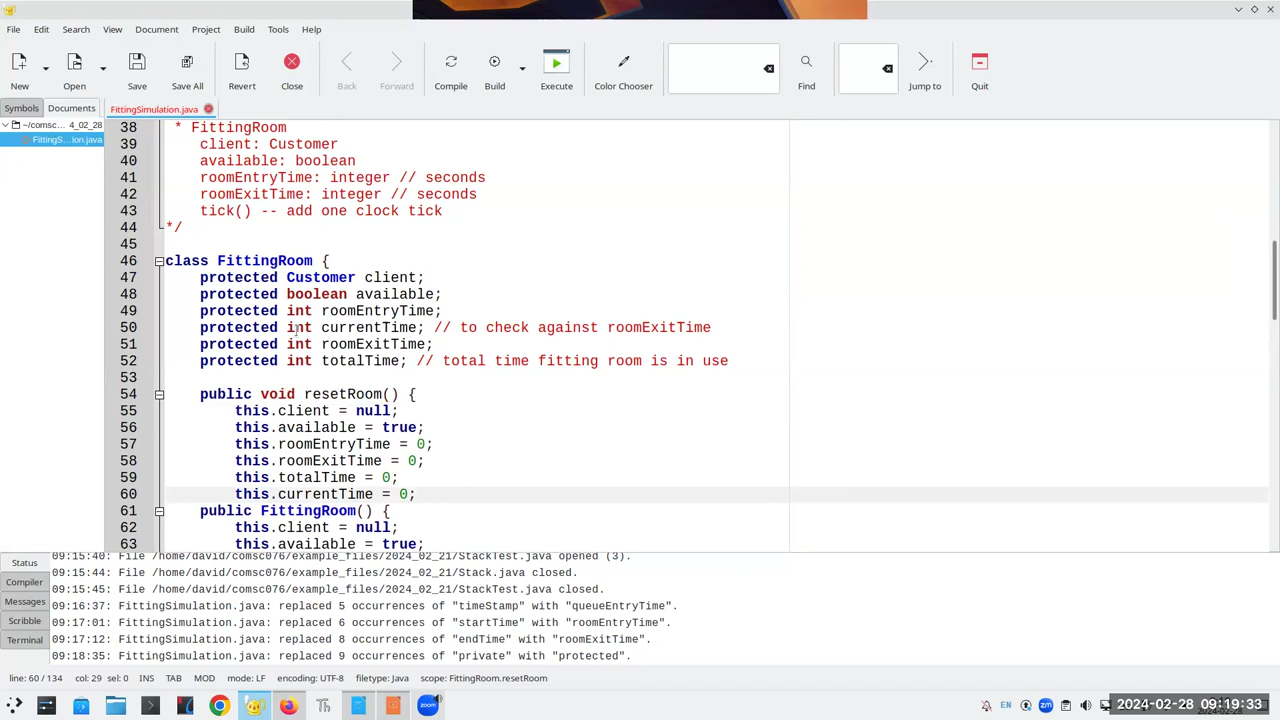 File Edit Search View Document Project Build Tools Help
New Open Save Save All Revert Close Back Forward Compile Build Execute Color Chooser Find Jump to Quit
Symbols Documents FittingSimulation.java
~/comsc... 4_02_28
FittingS...ion.java
38 * FittingRoom
39 client: Customer
40 available: boolean
41 roomEntryTime: integer // seconds
42 roomExitTime: integer // seconds
43 tick() -- add one clock tick
44 */
45
46 class FittingRoom {
47 protected Customer client;
48 protected boolean available;
49 protected int roomEntryTime;
50 protected int currentTime; // to check against roomExitTime
51 protected int roomExitTime;
52 protected int totalTime; // total time fitting room is in use
53
54 public void resetRoom() {
55 this.client = null;
56 this.available = true;
57 this.roomEntryTime = 0;
58 this.roomExitTime = 0;
59 this.totalTime = 0;
60 this.currentTime = 0;
61 public FittingRoom() {
62 this.client = null;
63 this.available = true;
Status
Compiler
Messages
Scribble
Terminal
09:15:40: File /home/david/comsc076/example_files/2024_02_21/StackTest.java opened (3).
09:15:44: File /home/david/comsc076/example_files/2024_02_21/Stack.java closed.
09:15:45: File /home/david/comsc076/example_files/2024_02_21/StackTest.java closed.
09:16:37: FittingSimulation.java: replaced 5 occurrences of "timeStamp" with "queueEntryTime".
09:17:01: FittingSimulation.java: replaced 6 occurrences of "startTime" with "roomEntryTime".
09:17:12: FittingSimulation.java: replaced 8 occurrences of "endTime" with "roomExitTime".
09:18:35: FittingSimulation.java: replaced 9 occurrences of "private" with "protected".
line: 60 / 134 col: 29 sel: 0 INS TAB MOD mode: LF encoding: UTF-8 filetype: Java scope: FittingRoom.resetRoom
Th zoom EN zm 2024-02-28 09:19:33